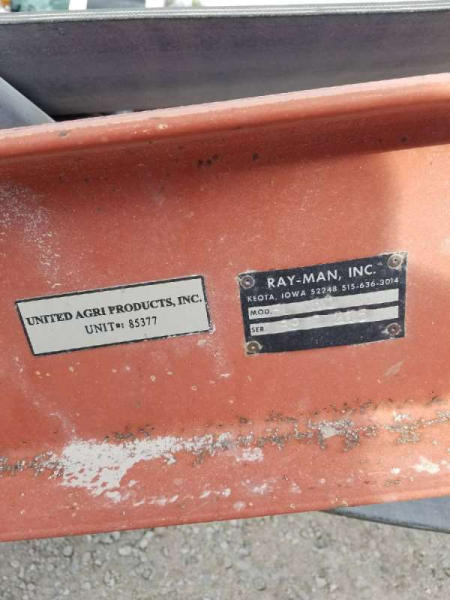 UNITED AGRI PRODUCTS, INC.
UNIT#: 85377
RAY-MAN, INC.
KEOTA, IOWA 52248 515-636-3014
MOD.
SER.